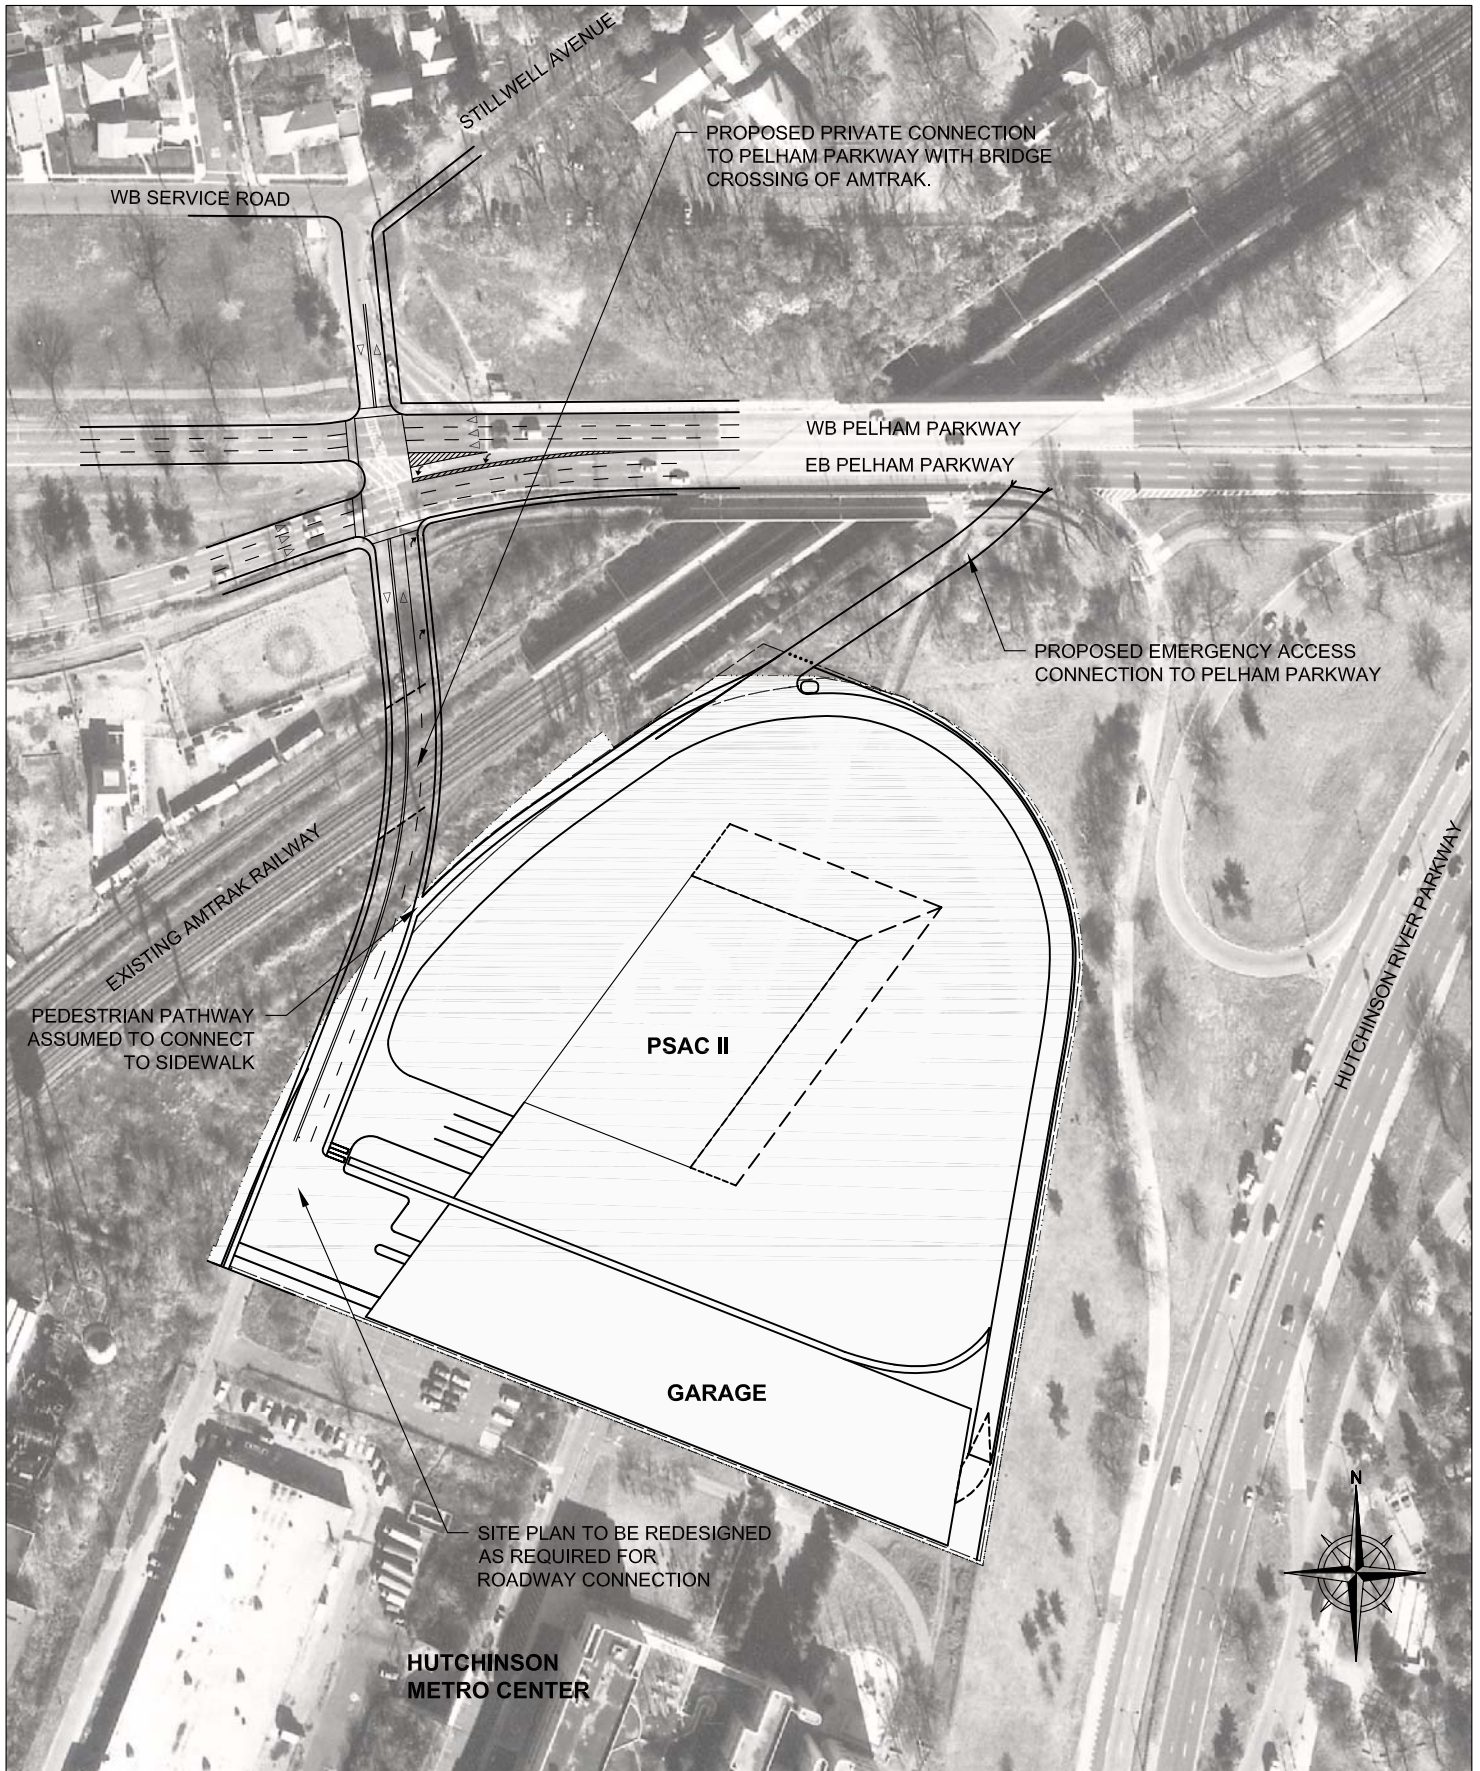 STILLWELL AVENUE
PROPOSED PRIVATE CONNECTION
TO PELHAM PARKWAY WITH BRIDGE
CROSSING OF AMTRAK.
WB SERVICE ROAD
WB PELHAM PARKWAY
EB PELHAM PARKWAY
PROPOSED EMERGENCY ACCESS
CONNECTION TO PELHAM PARKWAY
EXISTING AMTRAK RAILWAY
HUTCHINSON RIVER PARKWAY
PEDESTRIAN PATHWAY
ASSUMED TO CONNECT
TO SIDEWALK
PSAC II
GARAGE
SITE PLAN TO BE REDESIGNED
AS REQUIRED FOR
ROADWAY CONNECTION
N
HUTCHINSON
METRO CENTER